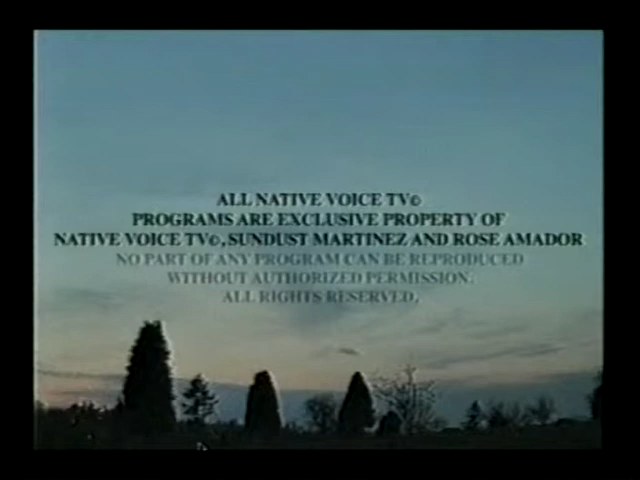 ALL NATIVE VOICE TV©
PROGRAMS ARE EXCLUSIVE PROPERTY OF
NATIVE VOICE TV©, SUNDUST MARTINEZ AND ROSE AMADOR
NO PART OF ANY PROGRAM CAN BE REPRODUCED
WITHOUT AUTHORIZED PERMISSION.
ALL RIGHTS RESERVED.